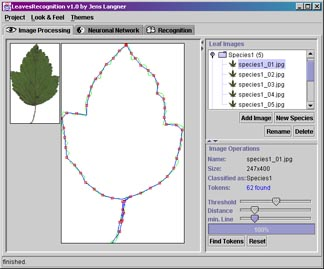 LeavesRecognition v1.0 by Jens Langner
Project Look & Feel Themes
Image Processing Neuronal Network Recognition
Leaf Images
Species1 (5)
species1_01.jpg
species1_02.jpg
species1_03.jpg
species1_04.jpg
species1_05.jpg
Add Image New Species
Rename Delete
Image Operations
Name: species1_01.jpg
Size: 247x400
Classified as: Species1
Tokens: 62 found
Threshold
Distance
min. Line
100%
Find Tokens Reset
finished.